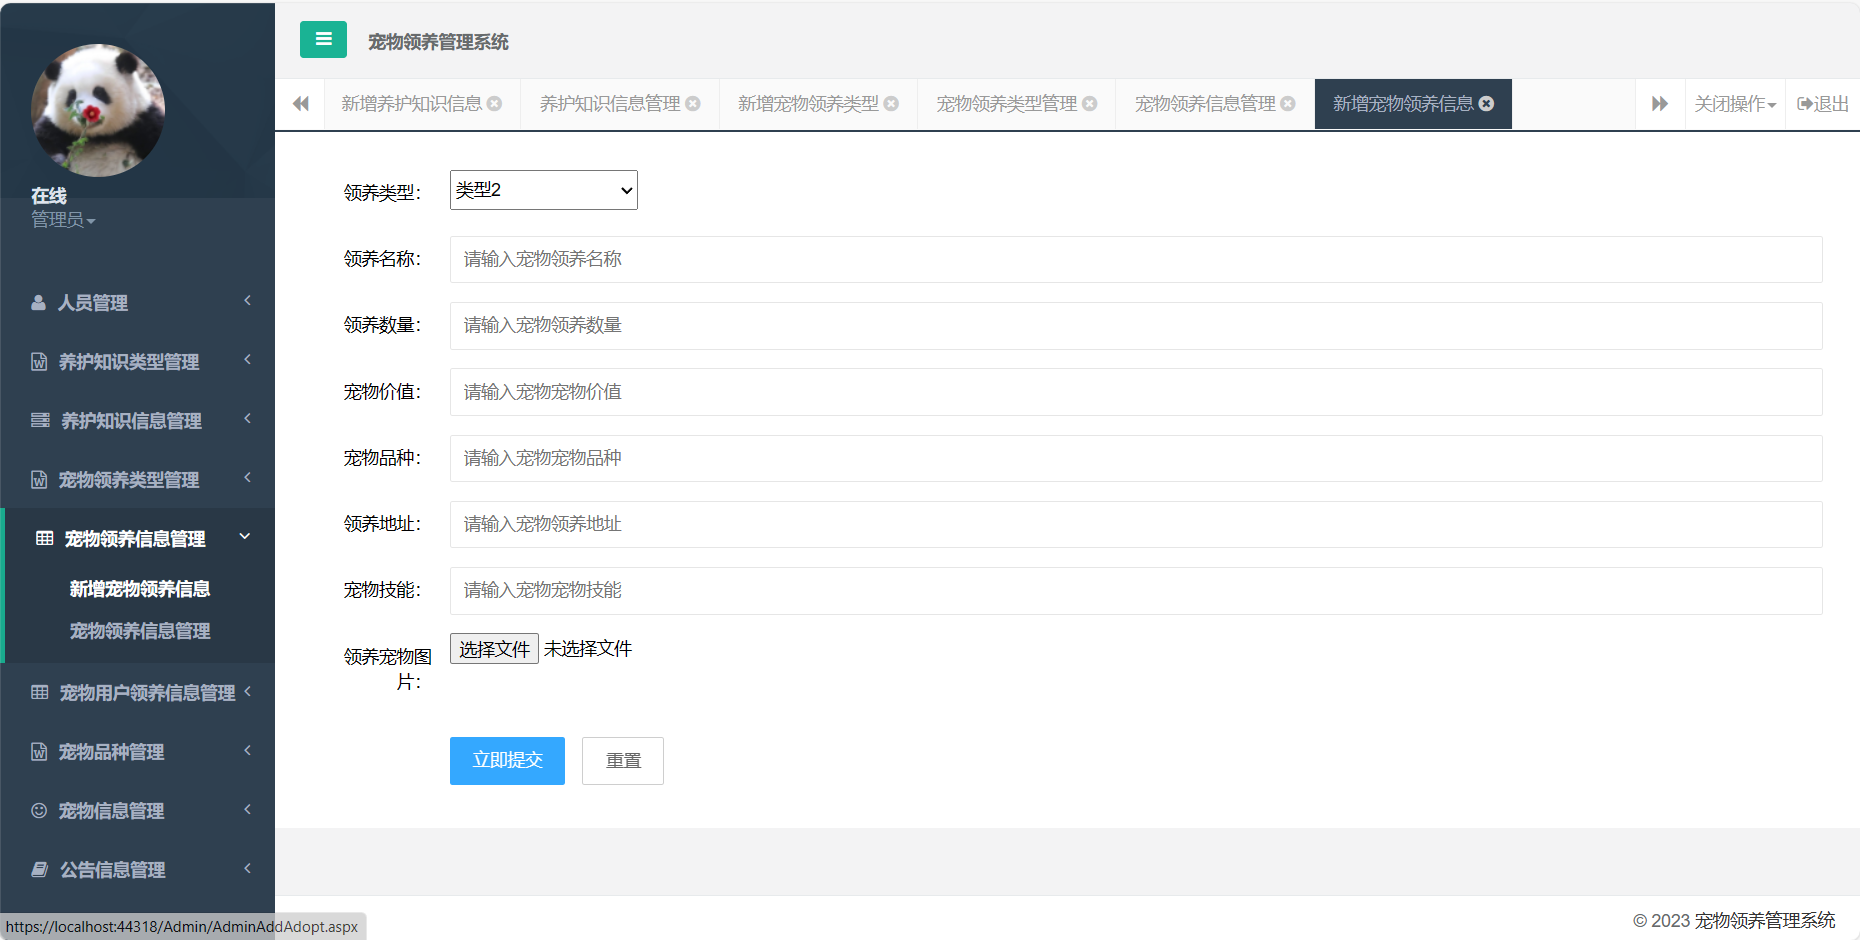 宠物领养管理系统
新增养护知识信息
养护知识信息管理
新增宠物领养类型
宠物领养类型管理
宠物领养信息管理
新增宠物领养信息
关闭操作
退出
在线
管理员
人员管理
养护知识类型管理
养护知识信息管理
宠物领养类型管理
宠物领养信息管理
新增宠物领养信息
宠物领养信息管理
宠物用户领养信息管理
宠物品种管理
宠物信息管理
公告信息管理
领养类型： 类型2
领养名称： 请输入宠物领养名称
领养数量： 请输入宠物领养数量
宠物价值： 请输入宠物宠物价值
宠物品种： 请输入宠物宠物品种
领养地址： 请输入宠物领养地址
宠物技能： 请输入宠物宠物技能
领养宠物图
片：
选择文件 未选择文件
立即提交 重置
© 2023 宠物领养管理系统
https://localhost:44318/Admin/AdminAddAdopt.aspx